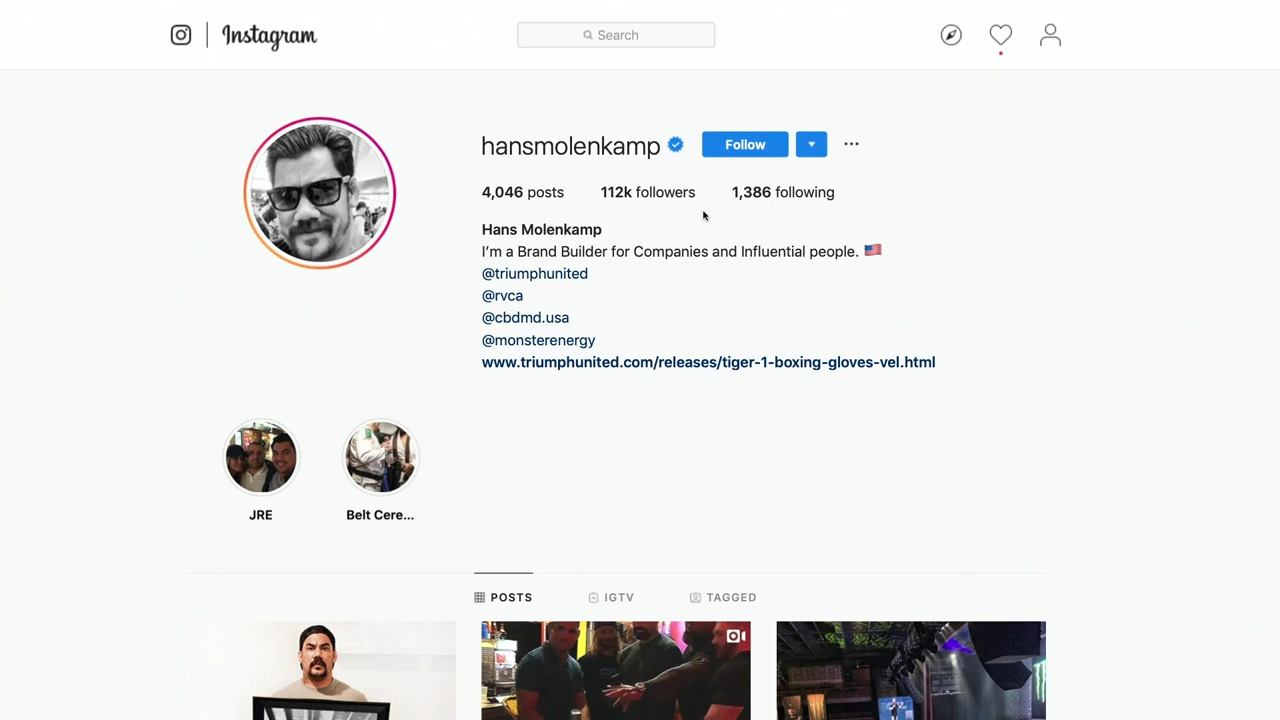 Instagram
Search
hansmolenkamp
Follow
4,046 posts 112k followers 1,386 following
Hans Molenkamp
I'm a Brand Builder for Companies and Influential people. 🇺🇸
@triumphunited
@rvca
@cbdmd.usa
@monsterenergy
www.triumphunited.com/releases/tiger-1-boxing-gloves-vel.html
JRE
Belt Cere...
POSTS IGTV TAGGED